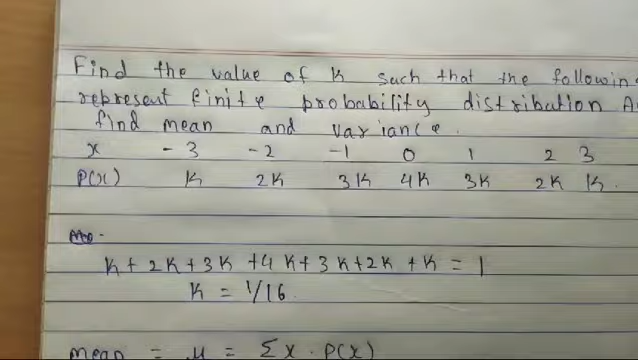 Find the value of k such that the followin
represent finite probability distribution A
find mean and variance.
x -3 -2 -1 0 1 2 3
P(x) k 2k 3k 4k 3k 2k k.
Ans-
k + 2k + 3k + 4k + 3k + 2k + k = 1
k = 1/16.
mean = μ = Σx . P(x)